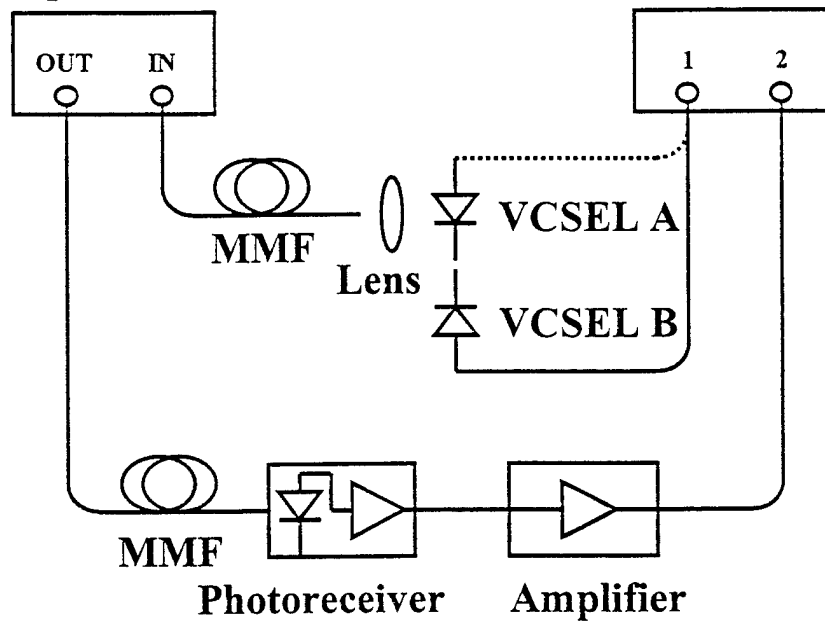 OUT IN
1 2
VCSEL A
MMF
Lens
VCSEL B
MMF
Photoreceiver Amplifier